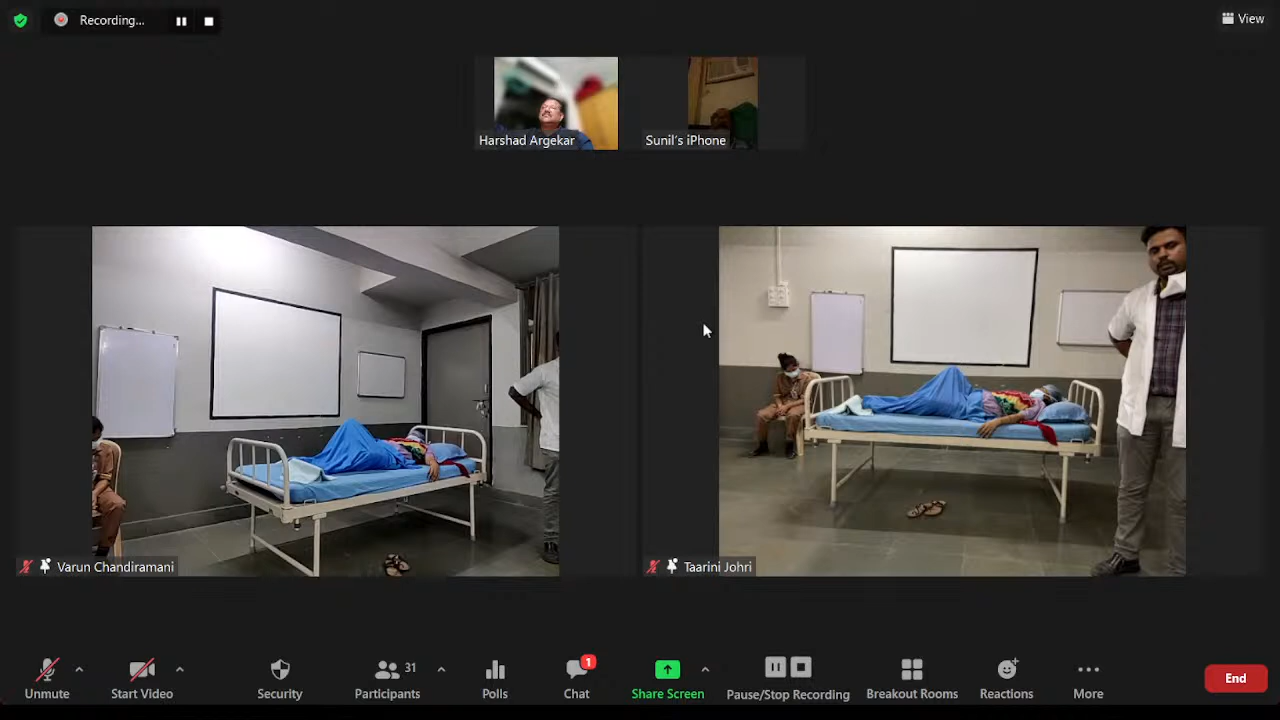 Recording...
View
Harshad Argekar
Sunil's iPhone
Varun Chandiramani
Taarini Johri
Unmute
Start Video
Security
31
Participants
Polls
1
Chat
Share Screen
Pause/Stop Recording
Breakout Rooms
Reactions
More
End